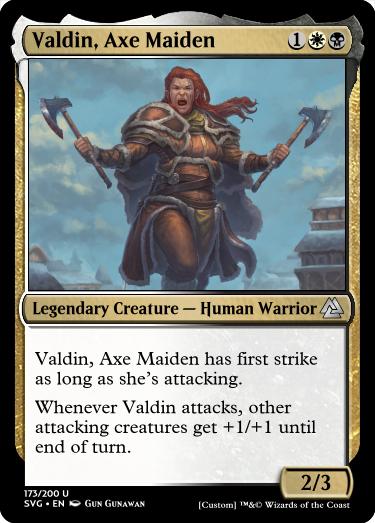 Valdin, Axe Maiden 1
Legendary Creature — Human Warrior
Valdin, Axe Maiden has first strike
as long as she's attacking.
Whenever Valdin attacks, other
attacking creatures get +1/+1 until
end of turn.
2/3
173/200 U
SVG • EN Gun Gunawan [Custom] ™&© Wizards of the Coast